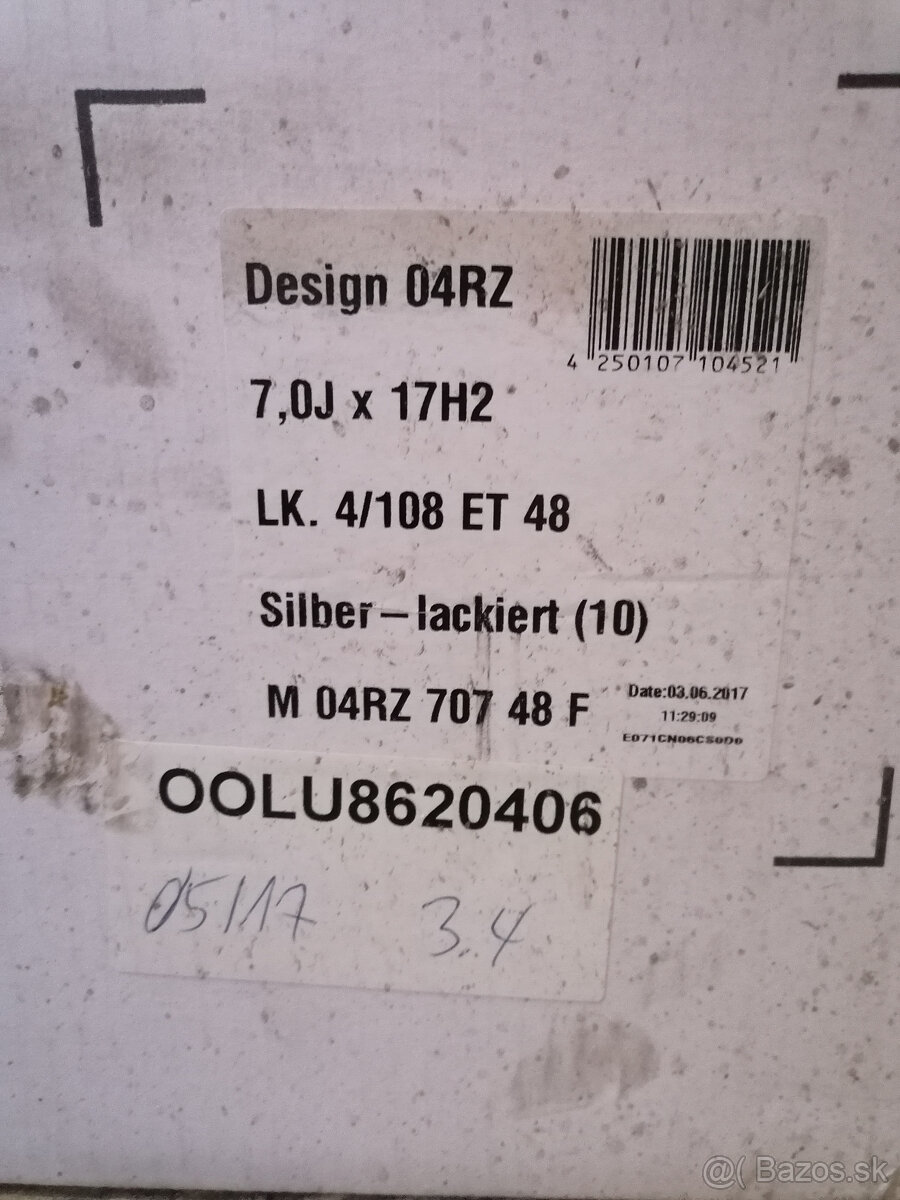 Design 04RZ
4 250107 104521
7,0J x 17H2
LK. 4/108 ET 48
Silber-lackiert (10)
M 04RZ 707 48 F
Date:03.06.2017
11:29:09
E071CN06CS0D0
OOLU8620406
05/17 3.4
@( Bazos.sk